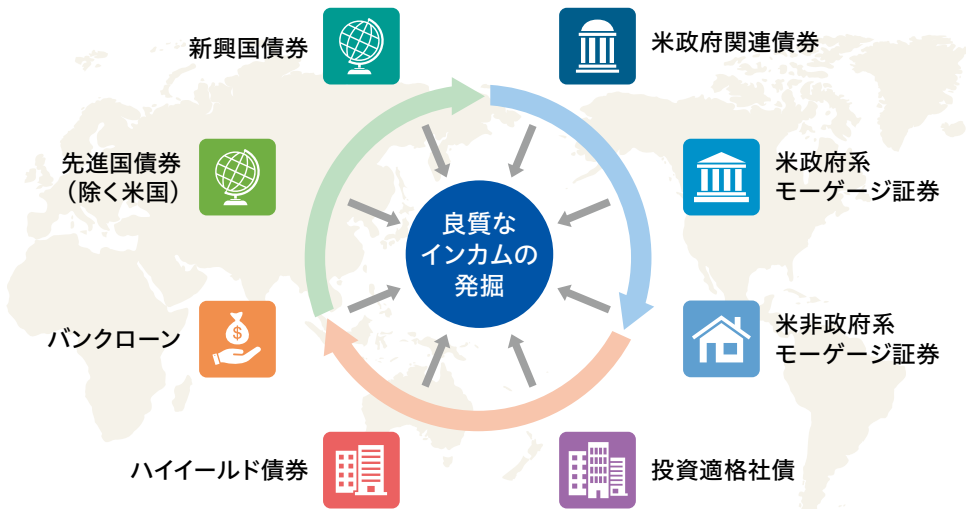 新興国債券
米政府関連債券
先進国債券
（除く米国）
米政府系
モーゲージ証券
良質な
インカムの
発掘
バンクローン
$
米非政府系
モーゲージ証券
ハイイールド債券
投資適格社債